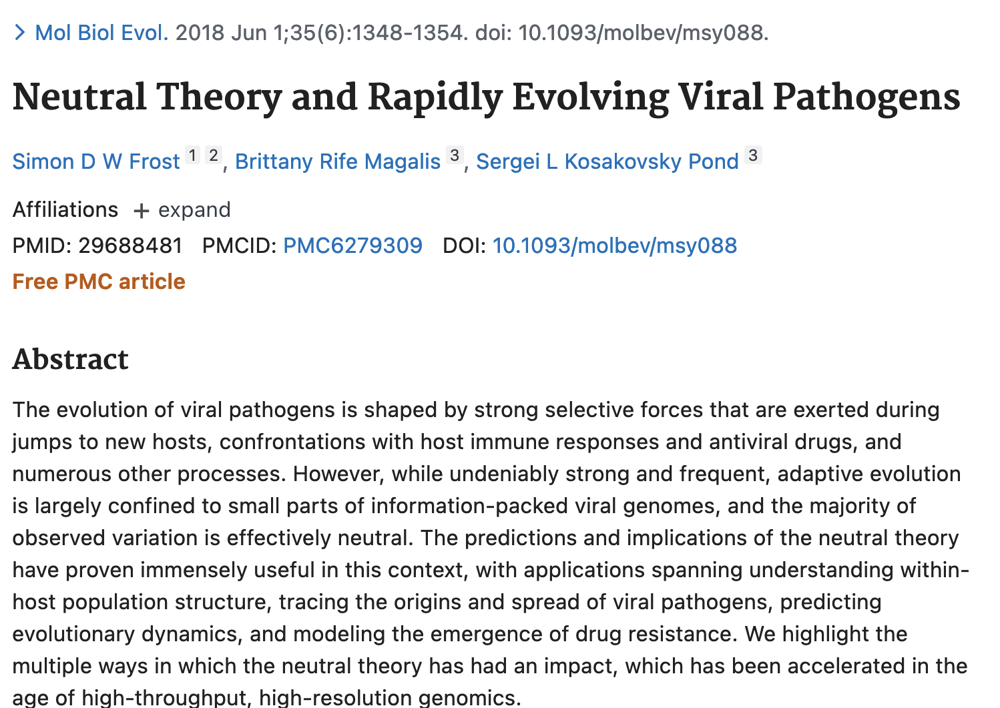 > Mol Biol Evol. 2018 Jun 1;35(6):1348-1354. doi: 10.1093/molbev/msy088.
Neutral Theory and Rapidly Evolving Viral Pathogens
Simon D W Frost 1 2, Brittany Rife Magalis 3, Sergei L Kosakovsky Pond 3
Affiliations + expand
PMID: 29688481 PMCID: PMC6279309 DOI: 10.1093/molbev/msy088
Free PMC article
Abstract
The evolution of viral pathogens is shaped by strong selective forces that are exerted during
jumps to new hosts, confrontations with host immune responses and antiviral drugs, and
numerous other processes. However, while undeniably strong and frequent, adaptive evolution
is largely confined to small parts of information-packed viral genomes, and the majority of
observed variation is effectively neutral. The predictions and implications of the neutral theory
have proven immensely useful in this context, with applications spanning understanding within-
host population structure, tracing the origins and spread of viral pathogens, predicting
evolutionary dynamics, and modeling the emergence of drug resistance. We highlight the
multiple ways in which the neutral theory has had an impact, which has been accelerated in the
age of high-throughput, high-resolution genomics.